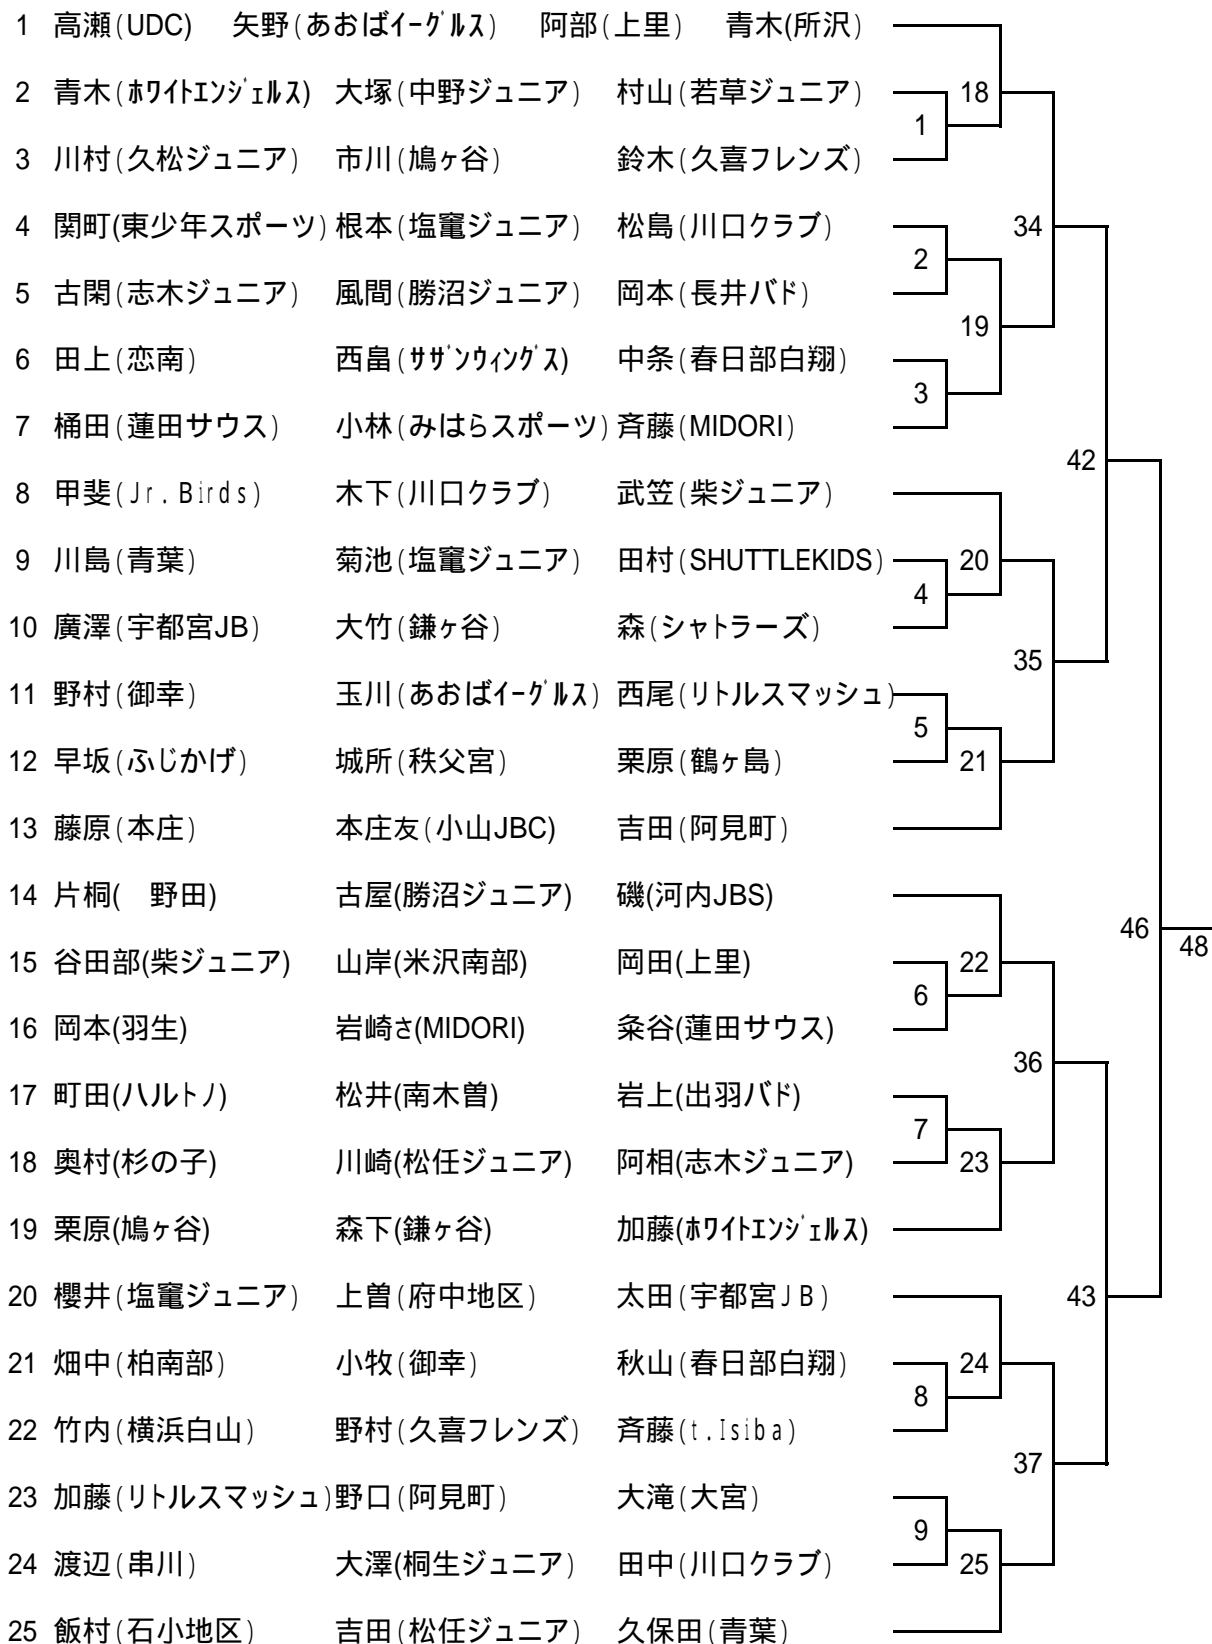 1 高瀬(UDC) 矢野(あおばイーグルス) 阿部(上里) 青木(所沢)
2 青木(ホワイトエンジェルス) 大塚(中野ジュニア) 村山(若草ジュニア)
18
1
3 川村(久松ジュニア) 市川(鳩ヶ谷) 鈴木(久喜フレンズ)
4 関町(東少年スポーツ) 根本(塩竃ジュニア) 松島(川口クラブ)
34
2
5 古閑(志木ジュニア) 風間(勝沼ジュニア) 岡本(長井バド)
19
6 田上(恋南) 西畠(サザンウィングス) 中条(春日部白翔)
3
7 桶田(蓮田サウス) 小林(みはらスポーツ) 斉藤(MIDORI)
42
8 甲斐(Jr.Birds) 木下(川口クラブ) 武笠(柴ジュニア)
9 川島(青葉) 菊池(塩竃ジュニア) 田村(SHUTTLEKIDS)
20
4
10 廣澤(宇都宮JB) 大竹(鎌ヶ谷) 森(シャトラーズ)
35
11 野村(御幸) 玉川(あおばイーグルス) 西尾(リトルスマッシュ)
5
12 早坂(ふじかげ) 城所(秩父宮) 栗原(鶴ヶ島)
21
13 藤原(本庄) 本庄友(小山JBC) 吉田(阿見町)
14 片桐( 野田) 古屋(勝沼ジュニア) 磯(河内JBS)
46
48
15 谷田部(柴ジュニア) 山岸(米沢南部) 岡田(上里)
22
6
16 岡本(羽生) 岩崎さ(MIDORI) 粂谷(蓮田サウス)
36
17 町田(ハルトノ) 松井(南木曽) 岩上(出羽バド)
7
18 奥村(杉の子) 川崎(松任ジュニア) 阿相(志木ジュニア)
23
19 栗原(鳩ヶ谷) 森下(鎌ヶ谷) 加藤(ホワイトエンジェルス)
20 櫻井(塩竃ジュニア) 上曽(府中地区) 太田(宇都宮JB)
43
21 畑中(柏南部) 小牧(御幸) 秋山(春日部白翔)
24
8
22 竹内(横浜白山) 野村(久喜フレンズ) 斉藤(t.Isiba)
37
23 加藤(リトルスマッシュ) 野口(阿見町) 大滝(大宮)
9
24 渡辺(串川) 大澤(桐生ジュニア) 田中(川口クラブ)
25
25 飯村(石小地区) 吉田(松任ジュニア) 久保田(青葉)